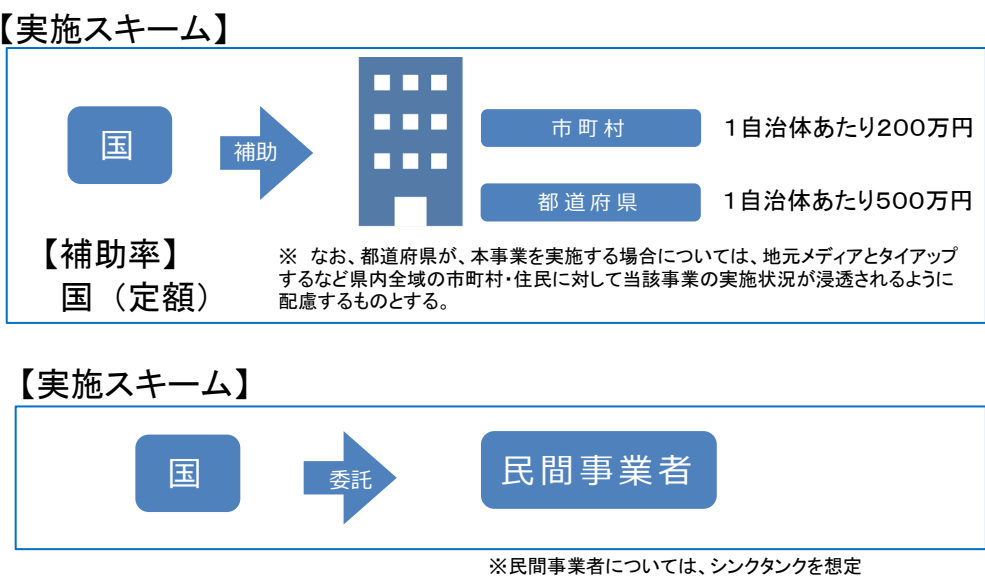 【実施スキーム】
国
補助
市町村
1自治体あたり200万円
都道府県
1自治体あたり500万円
【補助率】
国（定額）
※ なお、都道府県が、本事業を実施する場合については、地元メディアとタイアップ
するなど県内全域の市町村・住民に対して当該事業の実施状況が浸透されるように
配慮するものとする。
【実施スキーム】
国
委託
民間事業者
※民間事業者については、シンクタンクを想定